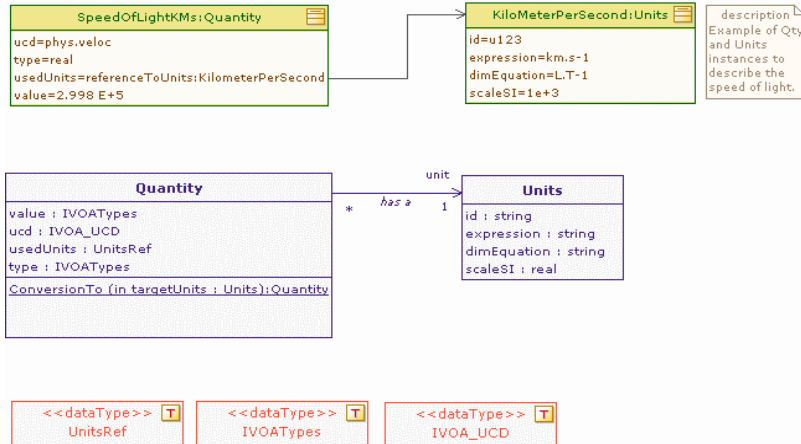 SpeedOfLightKMs:Quantity
ucd=phys.veloc
type=real
usedUnits=referenceToUnits:KilometerPerSecond
value=2.998 E+5
KiloMeterPerSecond:Units
id=u123
expression=km.s-1
dimEquation=L.T-1
scaleSI=1e+3
description
Example of Qty
and Units
instances to
describe the
speed of light.
Quantity
value : IVOATypes
ucd : IVOA_UCD
usedUnits : UnitsRef
type : IVOATypes
ConversionTo (in targetUnits : Units):Quantity
unit
* has a 1
Units
id : string
expression : string
dimEquation : string
scaleSI : real
<<dataType>> T
UnitsRef
<<dataType>> T
IVOATypes
<<dataType>> T
IVOA_UCD